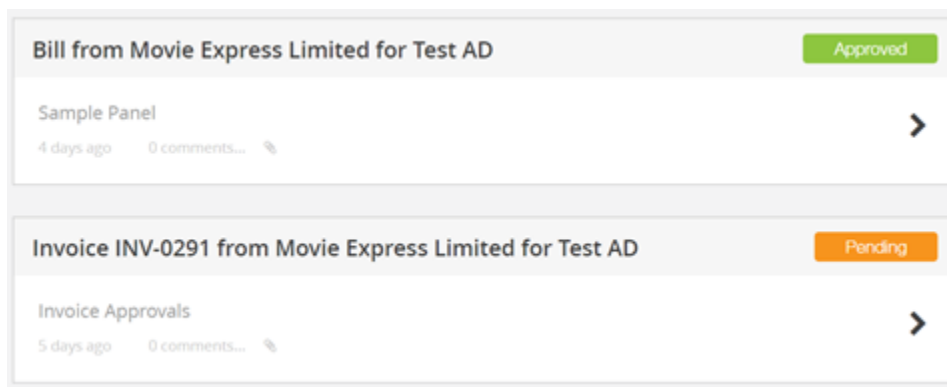 Bill from Movie Express Limited for Test AD Approved
Sample Panel
4 days ago 0 comments...
Invoice INV-0291 from Movie Express Limited for Test AD Pending
Invoice Approvals
5 days ago 0 comments...